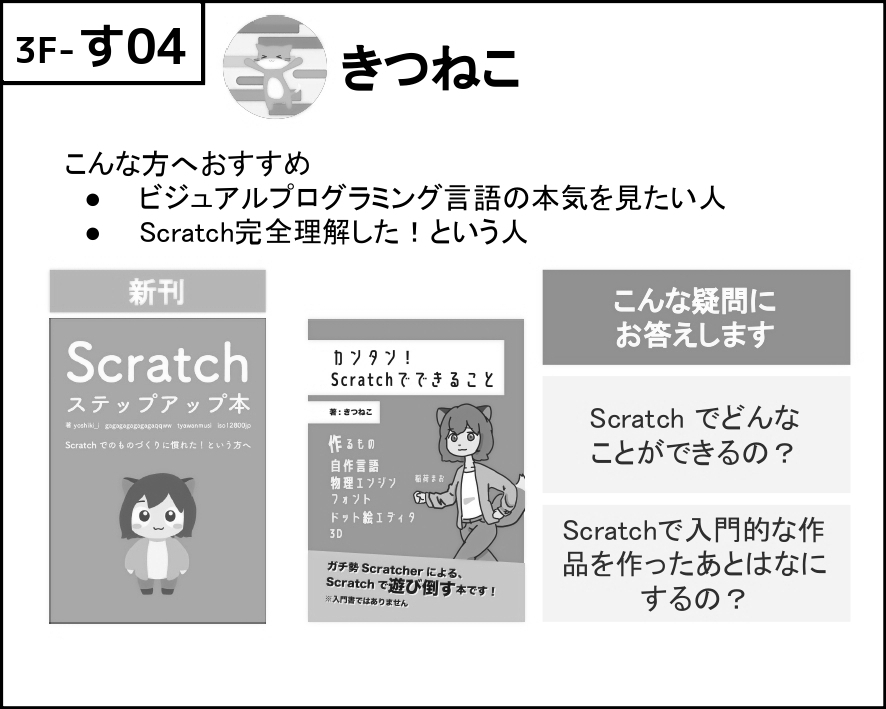 3F-す04
きつねこ
こんな方へおすすめ
● ビジュアルプログラミング言語の本気を見たい人
● Scratch完全理解した！という人
新刊
Scratch
ステップアップ本
著 yoshiki_j gagagagagagagaqqww tyawanmusi iso12800jp
Scratch でのものづくりに慣れた！という方へ
カンタン！
Scratchでできること
著：きつねこ
作るもの
自作言語
物理エンジン
フォント
ドット絵エディタ
3D
稲荷まお
ガチ勢 Scratcher による、
Scratch で遊び倒す本です！
※入門書ではありません
こんな疑問に
お答えします
Scratch でどんな
ことができるの？
Scratchで入門的な作
品を作ったあとはなに
するの？